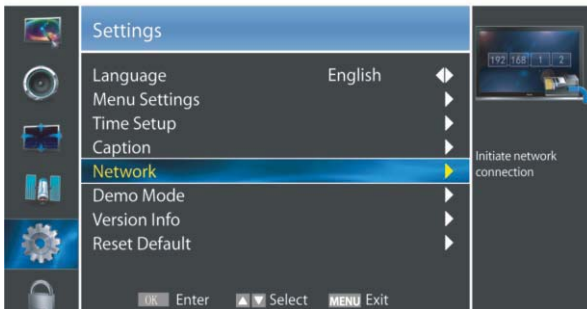 Settings
192 168 1 2
Language English
Menu Settings
Time Setup
Caption
Network
Initiate network
connection
Demo Mode
Version Info
Reset Default
OK Enter ▲ ▼ Select MENU Exit